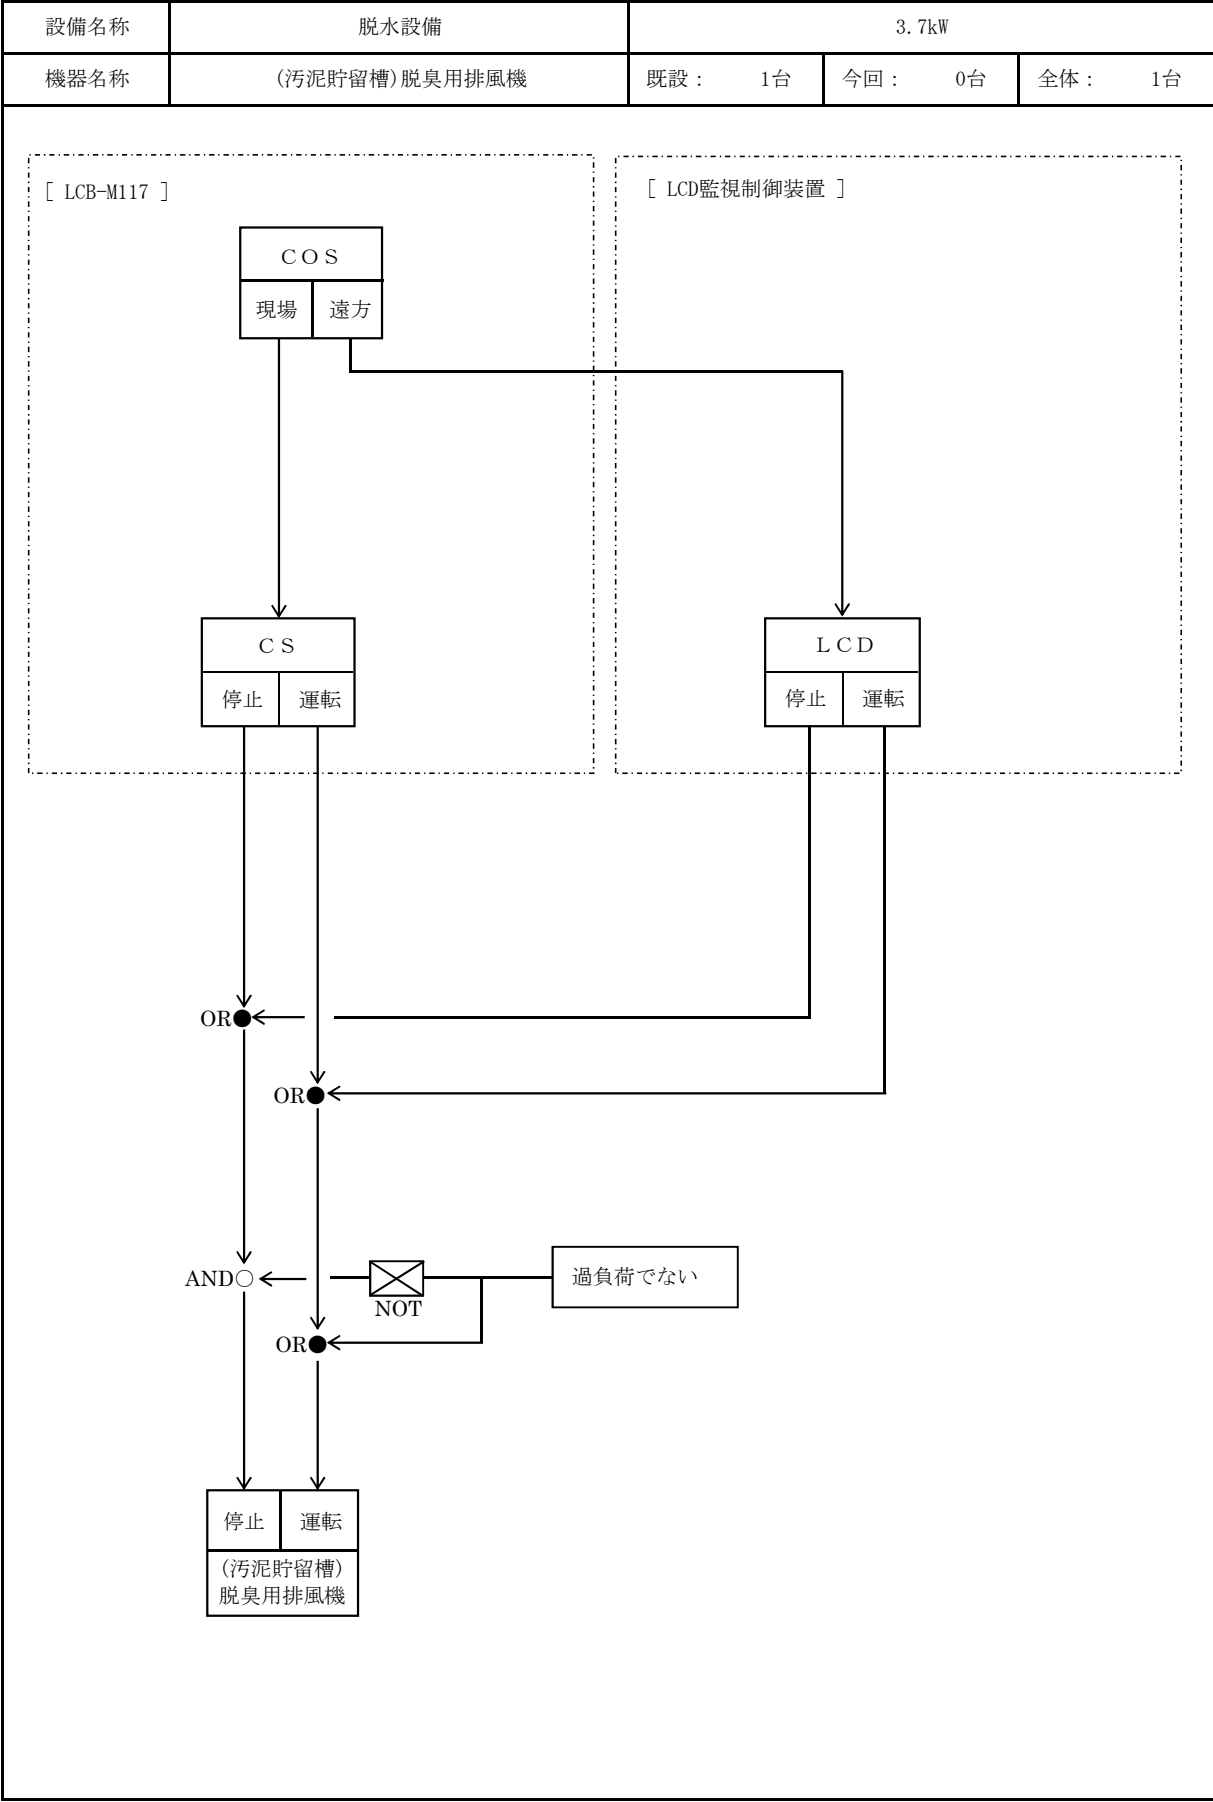 設備名称 脱水設備 3.7kW
機器名称 (汚泥貯留槽)脱臭用排風機 既設： 1台 今回： 0台 全体： 1台
[ LCB-M117 ]
[ LCD監視制御装置 ]
ＣＯＳ
現場 遠方
ＣＳ
停止 運転
ＬＣＤ
停止 運転
OR
OR
AND
NOT
過負荷でない
OR
停止 運転
(汚泥貯留槽)
脱臭用排風機